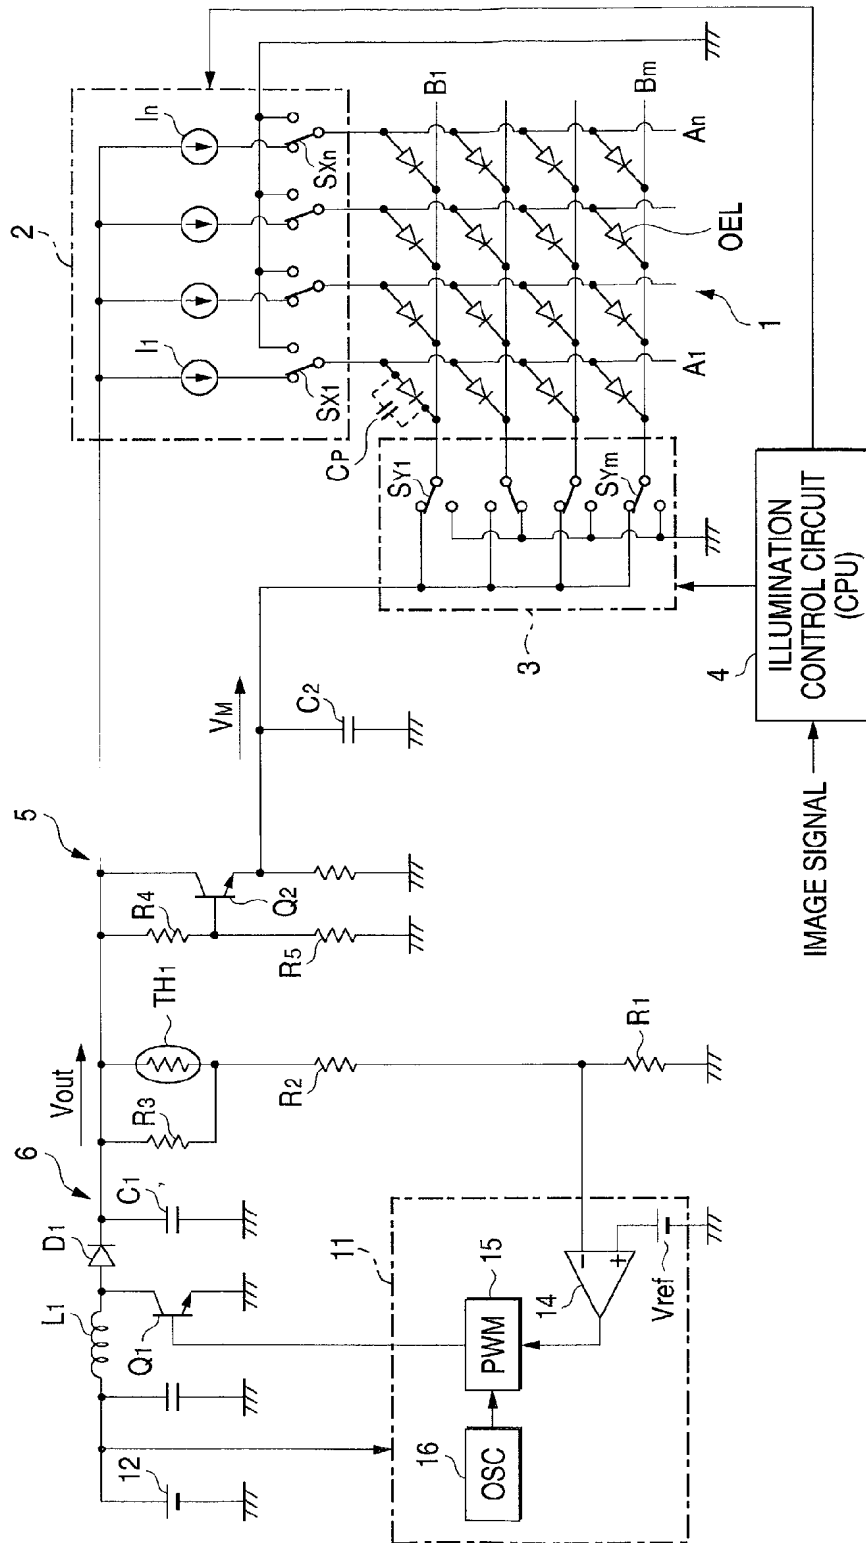 12
L1
D1
6
Vout
5
VM
2
I1
In
Q1
C1
R3
TH1
R4
R5
Q2
C2
SX1
SXn
11
16
OSC
15
PWM
14
Vref
R2
R1
3
SY1
SYm
CP
B1
Bm
A1
An
OEL
1
4
ILLUMINATION
CONTROL CIRCUIT
(CPU)
IMAGE SIGNAL